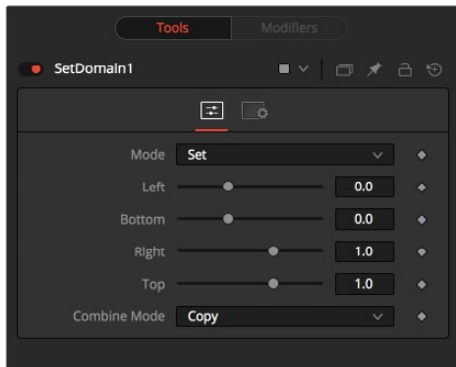 Tools Modifiers
SetDomain1
Mode Set
Left 0.0
Bottom 0.0
Right 1.0
Top 1.0
Combine Mode Copy